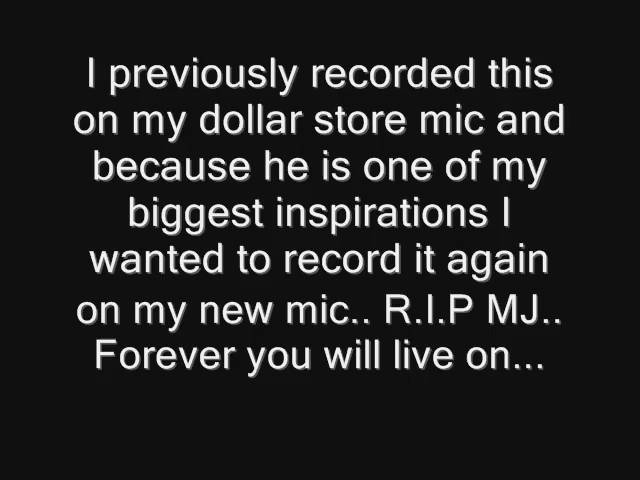 I previously recorded this
on my dollar store mic and
because he is one of my
biggest inspirations I
wanted to record it again
on my new mic.. R.I.P MJ..
Forever you will live on...